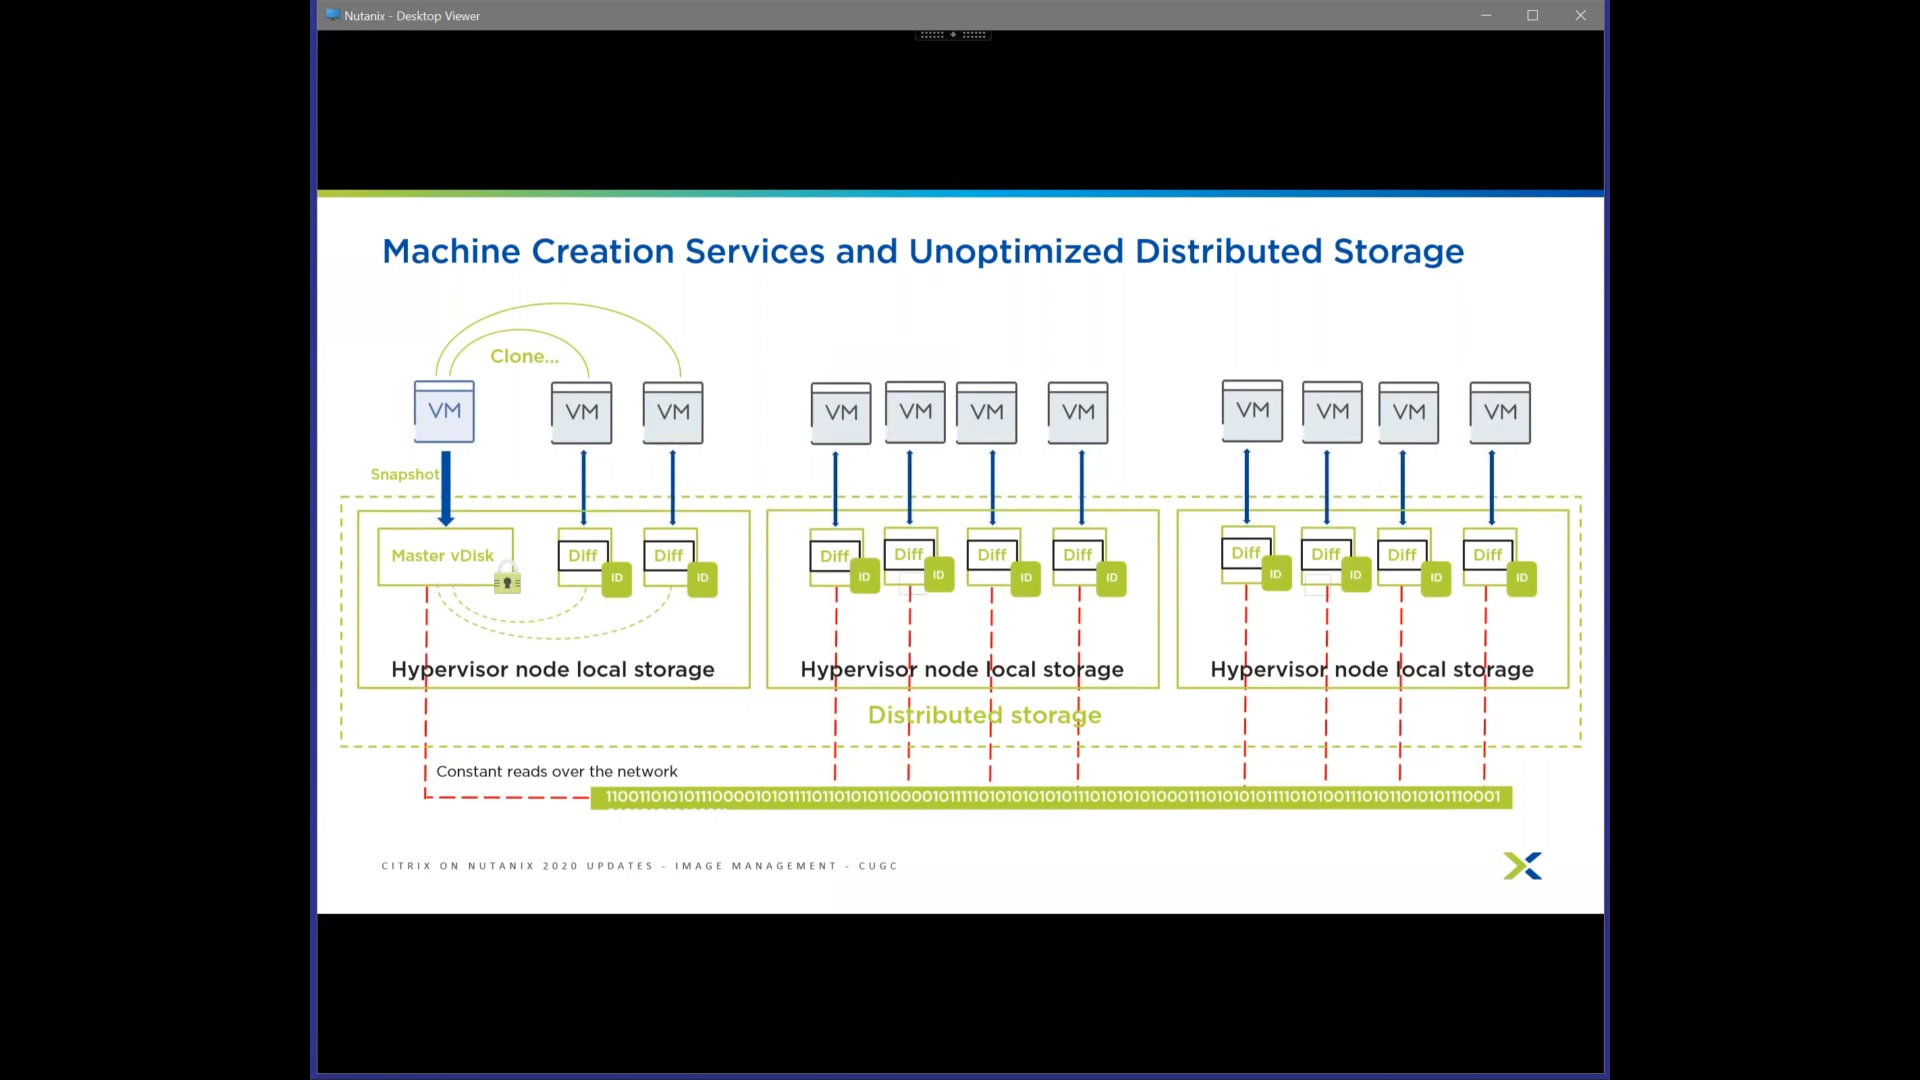 Nutanix - Desktop Viewer
Machine Creation Services and Unoptimized Distributed Storage
Clone...
VM VM VM VM VM VM VM VM VM VM VM
Snapshot
Master vDisk Diff ID Diff ID Diff ID Diff ID Diff ID Diff ID Diff ID Diff ID Diff ID Diff ID
Hypervisor node local storage Hypervisor node local storage Hypervisor node local storage
Distributed storage
Constant reads over the network
CITRIX ON NUTANIX 2020 UPDATES - IMAGE MANAGEMENT - CUGC